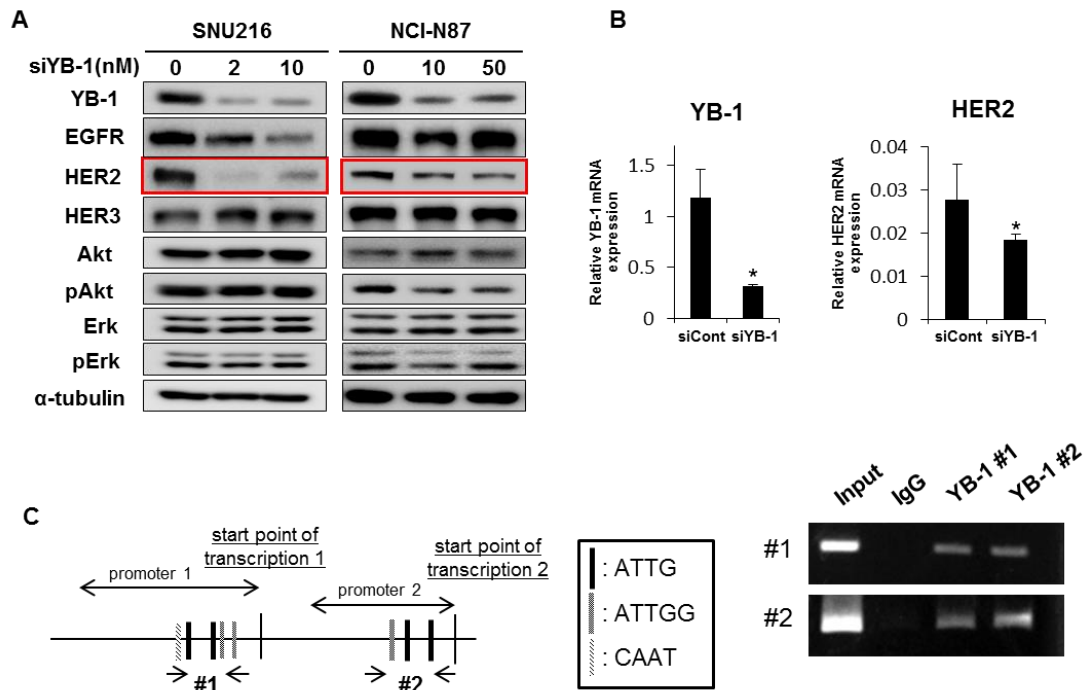 A
SNU216 NCI-N87
siYB-1(nM) 0 2 10 0 10 50
YB-1
EGFR
HER2
HER3
Akt
pAkt
Erk
pErk
α-tubulin
B
YB-1
Relative YB-1 mRNA
expression
1.5
1
0.5
0
*
siCont siYB-1
HER2
Relative HER2 mRNA
expression
0.04
0.03
0.02
0.01
0
*
siCont siYB-1
C
start point of
transcription 1
promoter 1
start point of
transcription 2
promoter 2
#1
#2
: ATTG
: ATTGG
: CAAT
Input IgG YB-1 #1 YB-1 #2
#1
#2